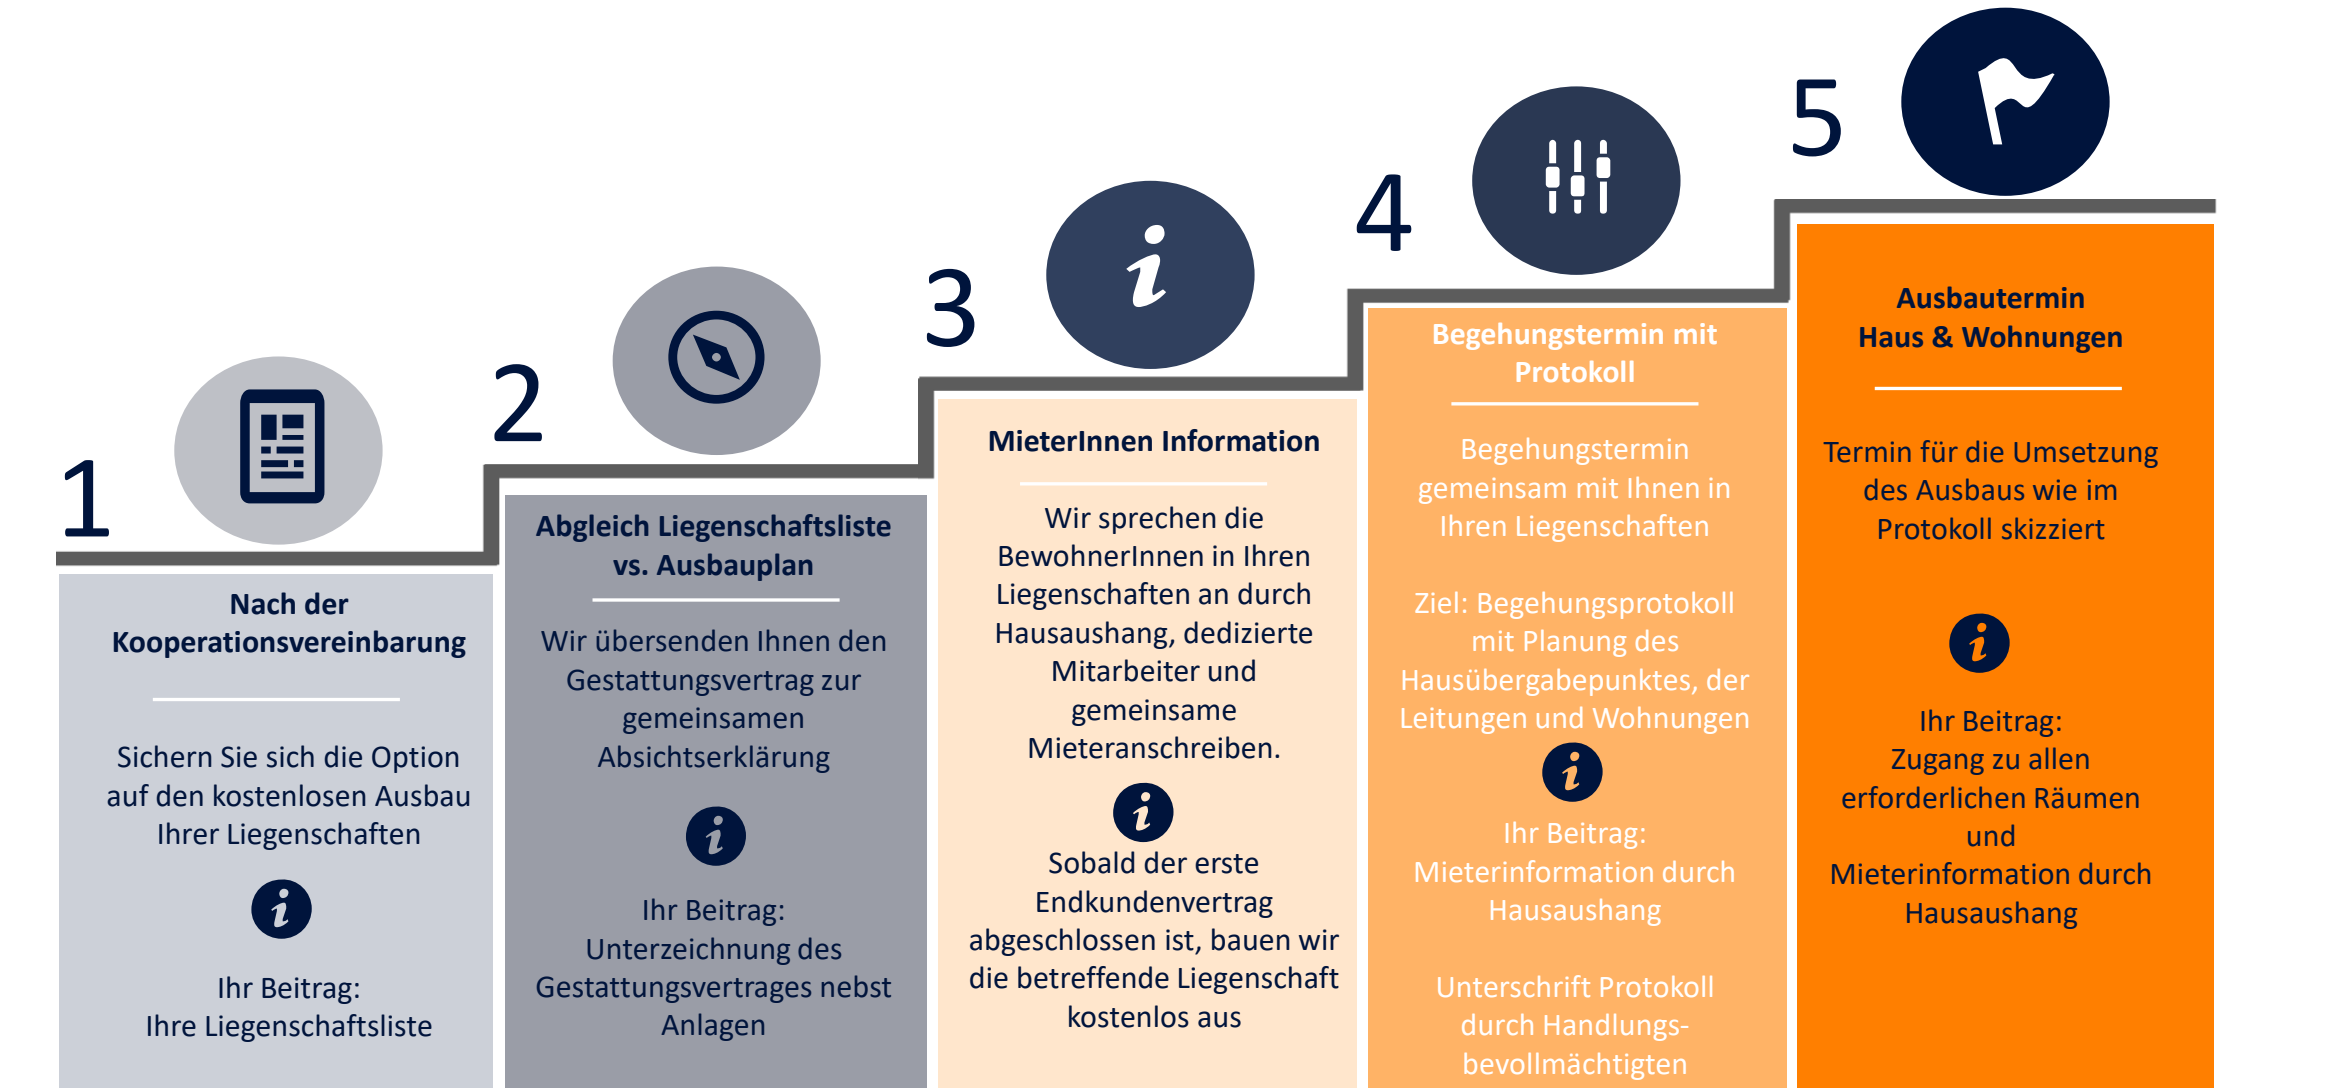 1
Nach der
Kooperationsvereinbarung
Sichern Sie sich die Option
auf den kostenlosen Ausbau
Ihrer Liegenschaften
i
Ihr Beitrag:
Ihre Liegenschaftsliste
2
Abgleich Liegenschaftsliste
vs. Ausbauplan
Wir übersenden Ihnen den
Gestattungsvertrag zur
gemeinsamen
Absichtserklärung
i
Ihr Beitrag:
Unterzeichnung des
Gestattungsvertrages nebst
Anlagen
3
i
MieterInnen Information
Wir sprechen die
BewohnerInnen in Ihren
Liegenschaften an durch
Hausaushang, dedizierte
Mitarbeiter und
gemeinsame
Mieteranschreiben.
i
Sobald der erste
Endkundenvertrag
abgeschlossen ist, bauen wir
die betreffende Liegenschaft
kostenlos aus
4
Begehungstermin mit
Protokoll
Begehungstermin
gemeinsam mit Ihnen in
Ihren Liegenschaften
Ziel: Begehungsprotokoll
mit Planung des
Hausübergabepunktes, der
Leitungen und Wohnungen
i
Ihr Beitrag:
Mieterinformation durch
Hausaushang
Unterschrift Protokoll
durch Handlungs-
bevollmächtigten
5
Ausbautermin
Haus & Wohnungen
Termin für die Umsetzung
des Ausbaus wie im
Protokoll skizziert
i
Ihr Beitrag:
Zugang zu allen
erforderlichen Räumen
und
Mieterinformation durch
Hausaushang